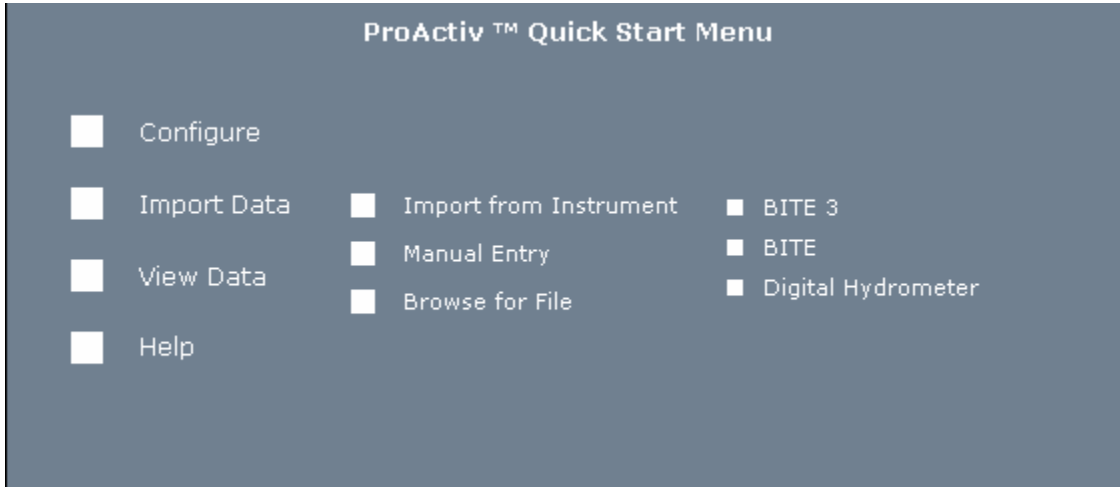 ProActiv ™ Quick Start Menu
Configure
Import Data
View Data
Help
Import from Instrument
Manual Entry
Browse for File
BITE 3
BITE
Digital Hydrometer